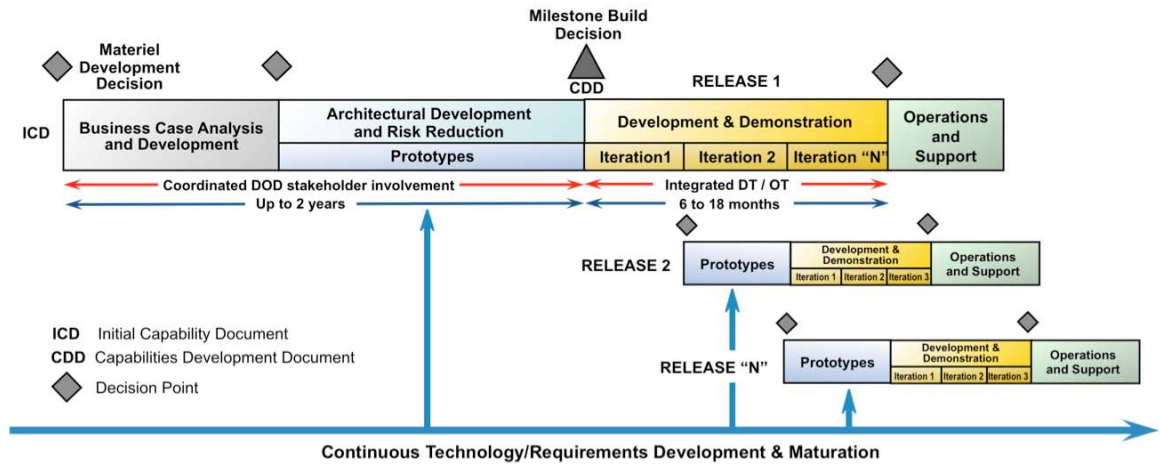 Milestone Build
Decision
Materiel
Development
Decision
CDD
RELEASE 1
ICD
Business Case Analysis
and Development
Architectural Development
and Risk Reduction
Prototypes
Development & Demonstration
Iteration1
Iteration 2
Iteration “N”
Operations
and
Support
Coordinated DOD stakeholder involvement
Integrated DT / OT
Up to 2 years
6 to 18 months
RELEASE 2
Prototypes
Development &
Demonstration
Iteration 1
Iteration 2
Iteration 3
Operations
and Support
ICD Initial Capability Document
CDD Capabilities Development Document
Decision Point
RELEASE “N”
Prototypes
Development &
Demonstration
Iteration 1
Iteration 2
Iteration 3
Operations
and Support
Continuous Technology/Requirements Development & Maturation